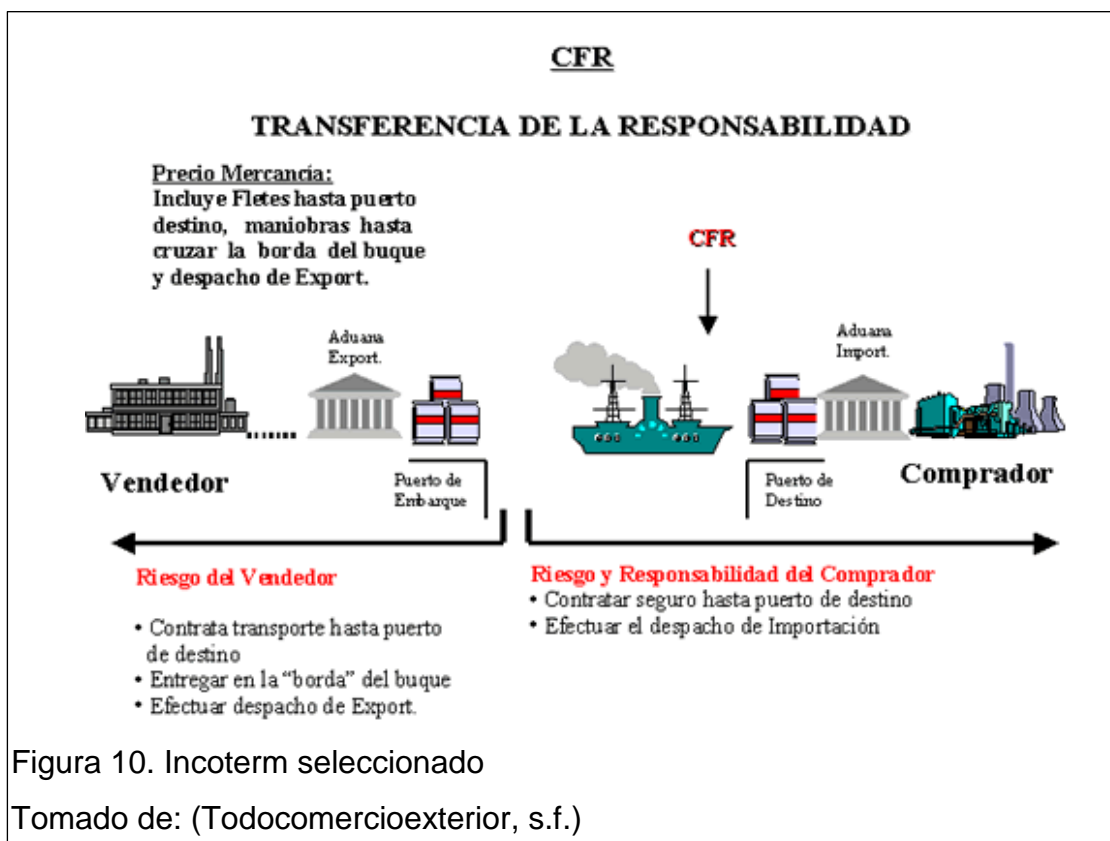 CFR
TRANSFERENCIA DE LA RESPONSABILIDAD
Precio Mercancía:
Incluye Fletes hasta puerto
destino, maniobras hasta
cruzar la borda del buque
y despacho de Export.
CFR
Aduana
Export.
Aduana
Import.
Vendedor
Puerto de
Embarque
Puerto de
Destino
Comprador
Riesgo del Vendedor
• Contrata transporte hasta puerto
de destino
• Entregar en la “borda” del buque
• Efectuar despacho de Export.
Riesgo y Responsabilidad del Comprador
• Contratar seguro hasta puerto de destino
• Efectuar el despacho de Importación
Figura 10. Incoterm seleccionado
Tomado de: (Todocomercioexterior, s.f.)